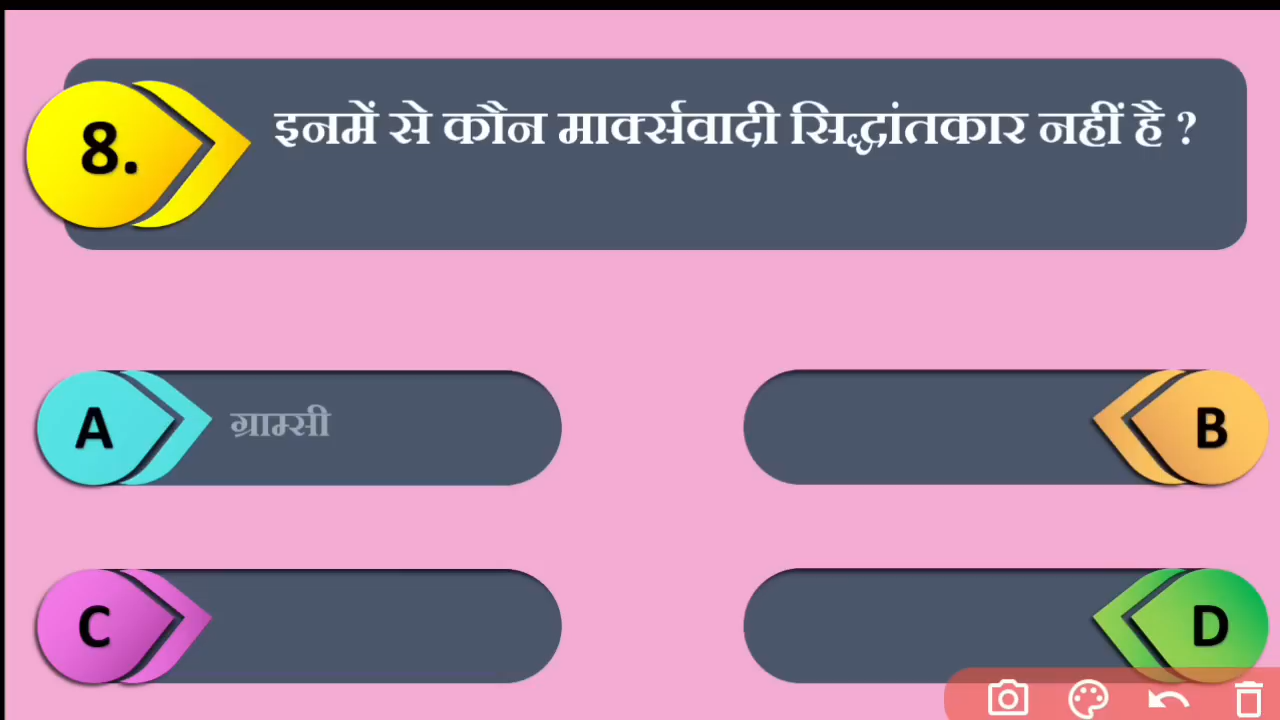 8.
इनमें से कौन मार्क्सवादी सिद्धांतकार नहीं है ?
A
ग्राम्सी
B
C
D